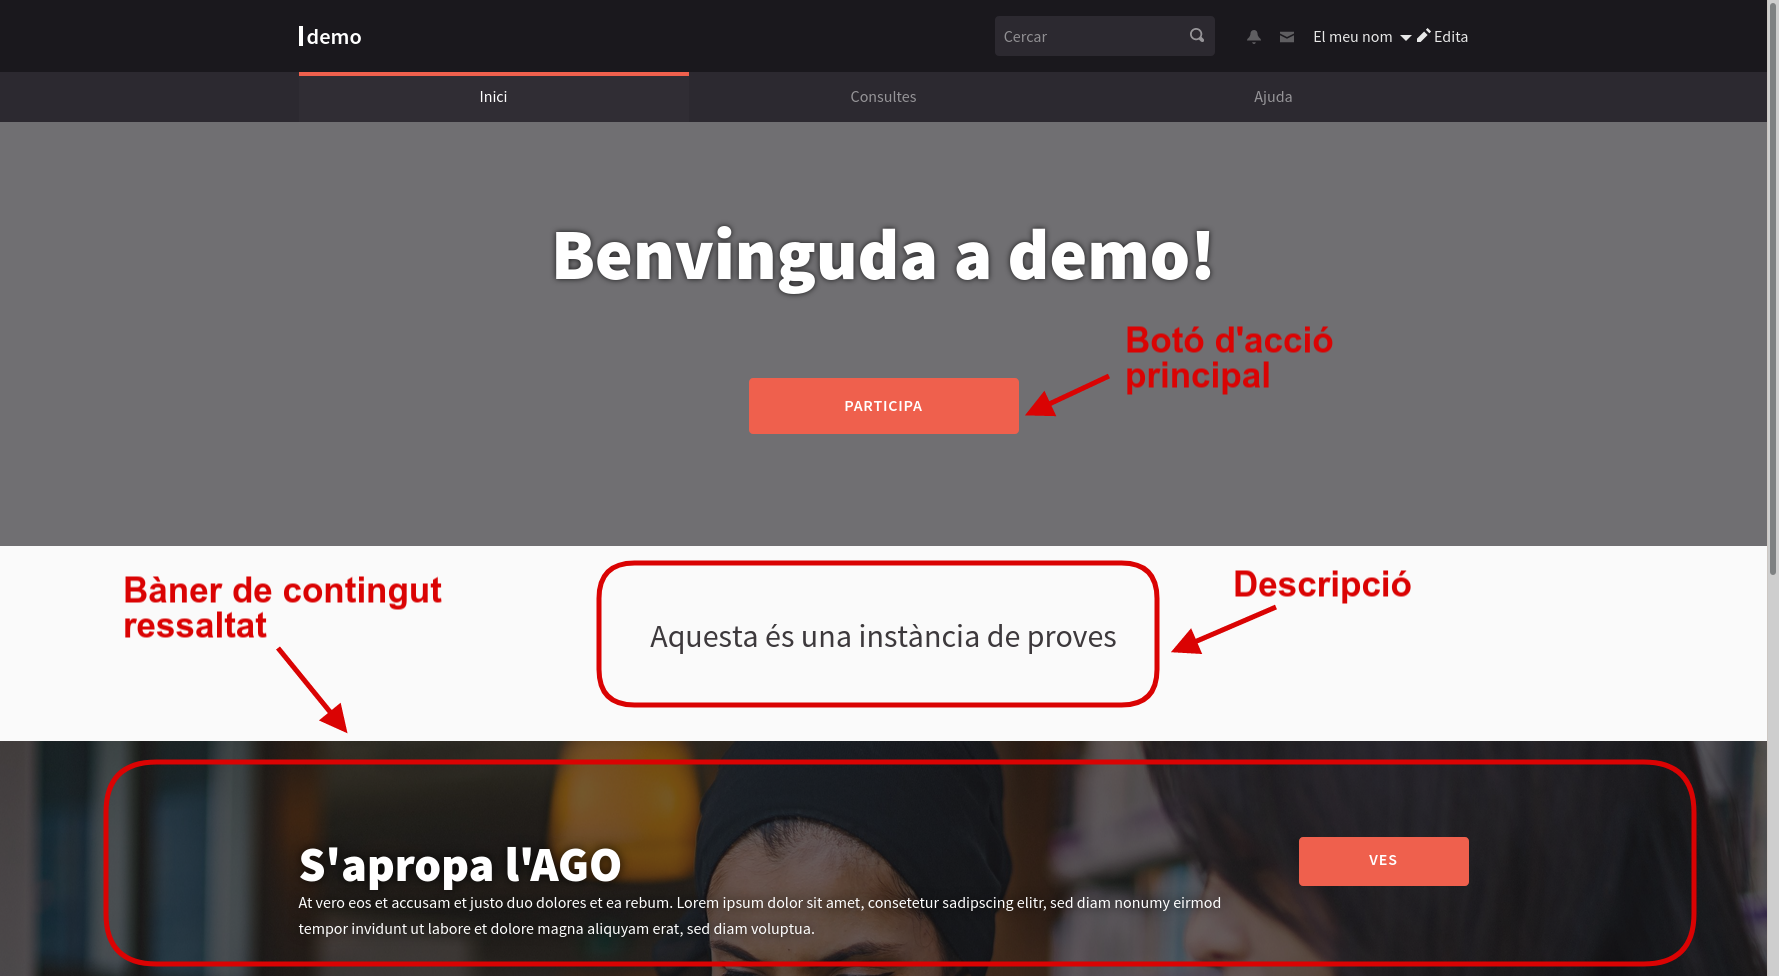 demo
Cercar
El meu nom
Edita
Inici
Consultes
Ajuda
Benvinguda a demo!
Botó d'acció
principal
PARTICIPA
Bàner de contingut
ressaltat
Descripció
Aquesta és una instància de proves
S'apropa l'AGO
VES
At vero eos et accusam et justo duo dolores et ea rebum. Lorem ipsum dolor sit amet, consetetur sadipscing elitr, sed diam nonumy eirmod
tempor invidunt ut labore et dolore magna aliquyam erat, sed diam voluptua.